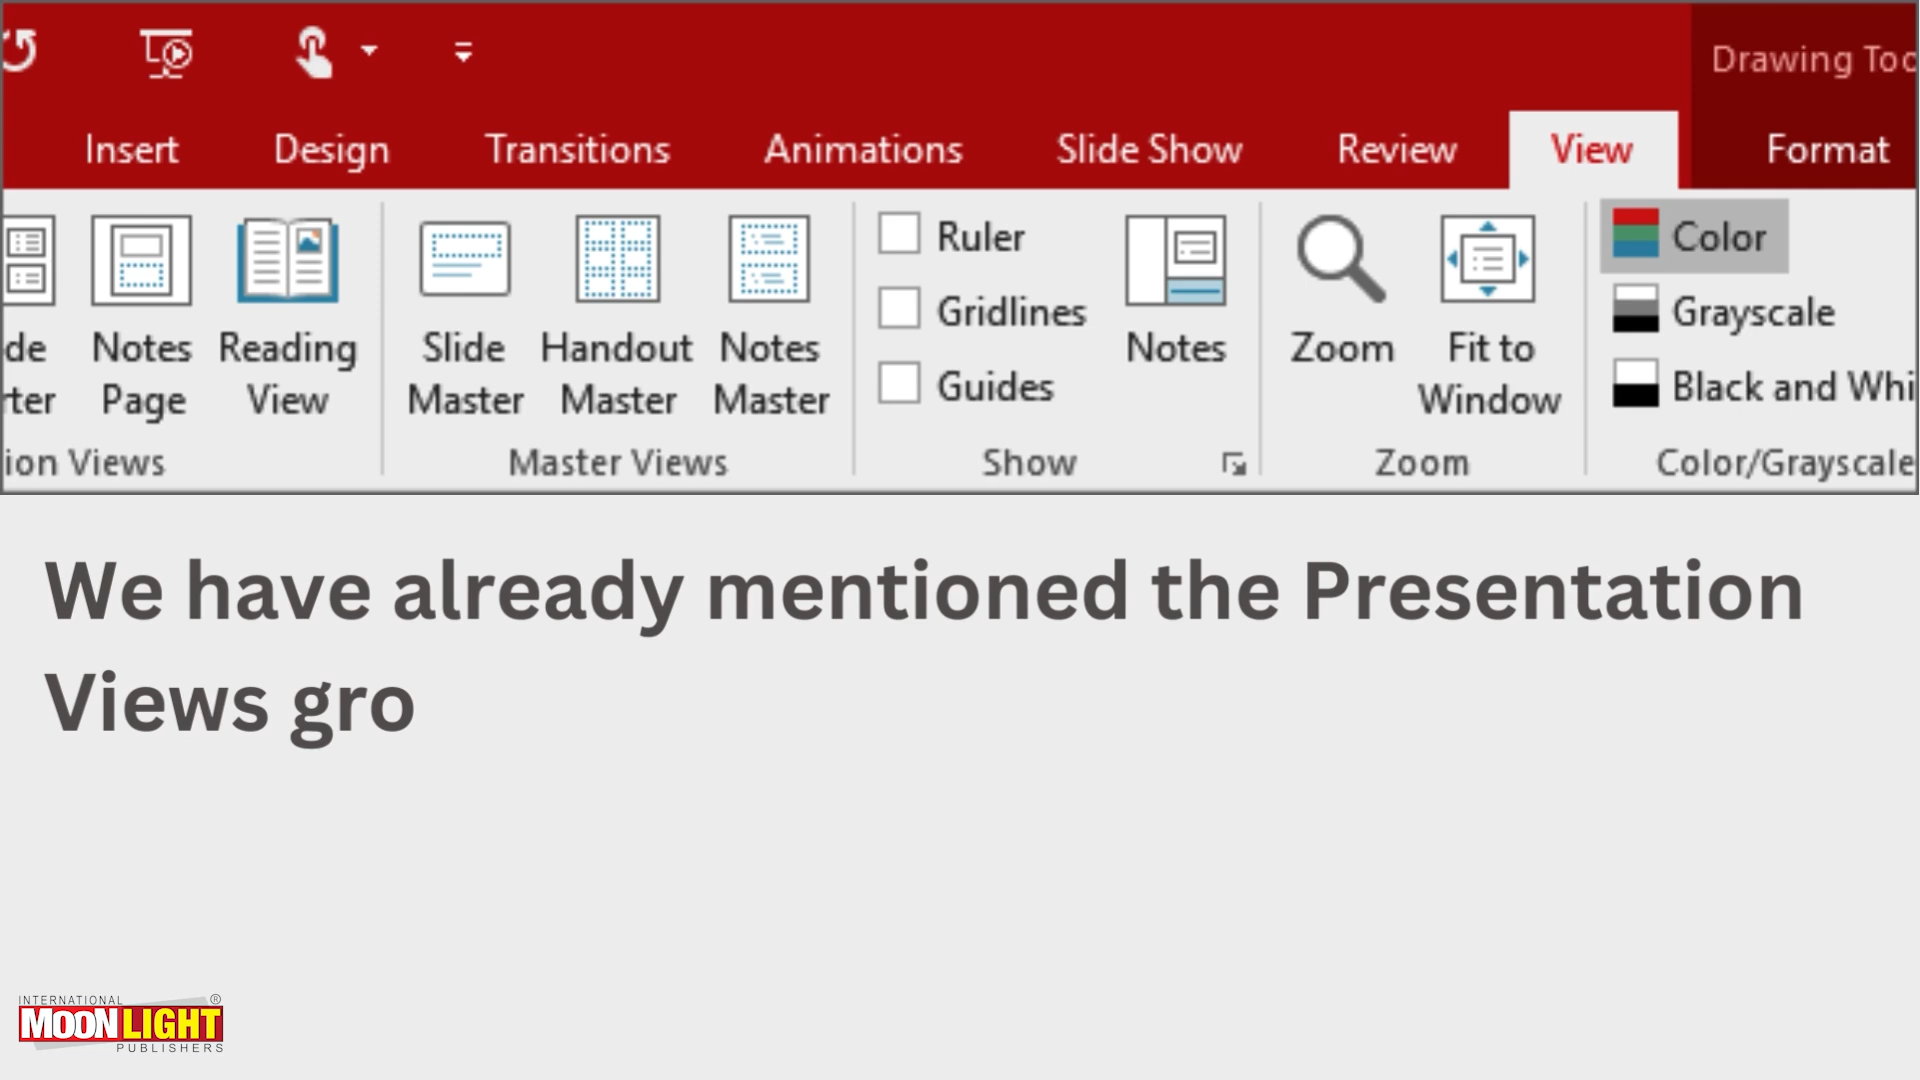 Drawing Too
Insert Design Transitions Animations Slide Show Review View Format
de
rter
Notes
Page
Reading
View
ion Views
Slide
Master
Handout
Master
Notes
Master
Master Views
Ruler
Gridlines
Guides
Notes
Show
Zoom
Fit to
Window
Zoom
Color
Grayscale
Black and Whi
Color/Grayscale
We have already mentioned the Presentation
Views gro
INTERNATIONAL ®
MOONLIGHT
PUBLISHERS